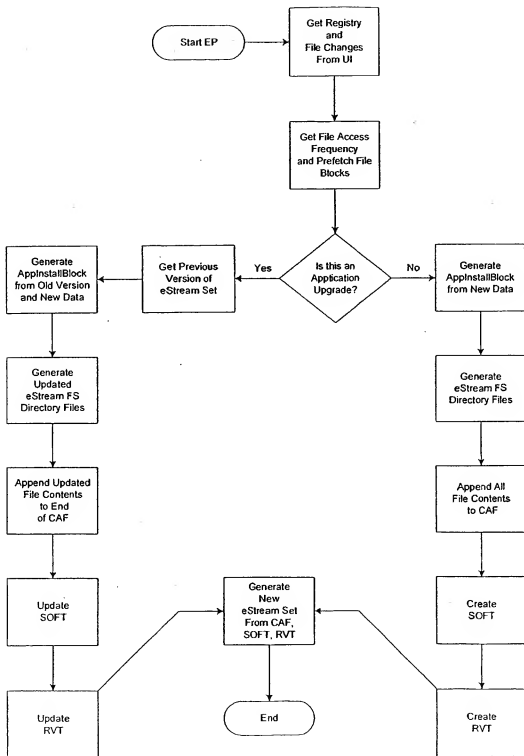 Start EP
Get Registry
and
File Changes
From UI
Get File Access
Frequency
and Prefetch File
Blocks
Is this an
Application
Upgrade?
Yes
No
Get Previous
Version of
eStream Set
Generate
AppInstallBlock
from Old Version
and New Data
Generate
Updated
eStream FS
Directory Files
Append Updated
File Contents
to End
of CAF
Update
SOFT
Update
RVT
Generate
AppInstallBlock
from New Data
Generate
eStream FS
Directory Files
Append All
File Contents
to CAF
Create
SOFT
Create
RVT
Generate
New
eStream Set
From CAF,
SOFT, RVT
End